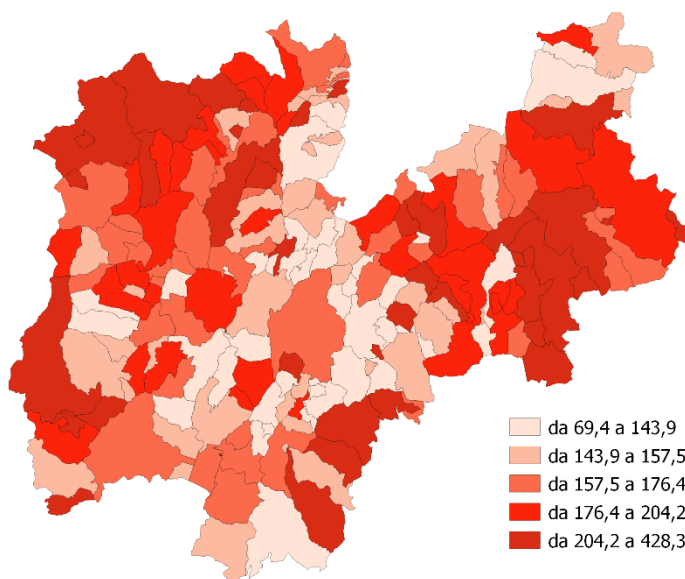 da 69,4 a 143,9
da 143,9 a 157,5
da 157,5 a 176,4
da 176,4 a 204,2
da 204,2 a 428,3